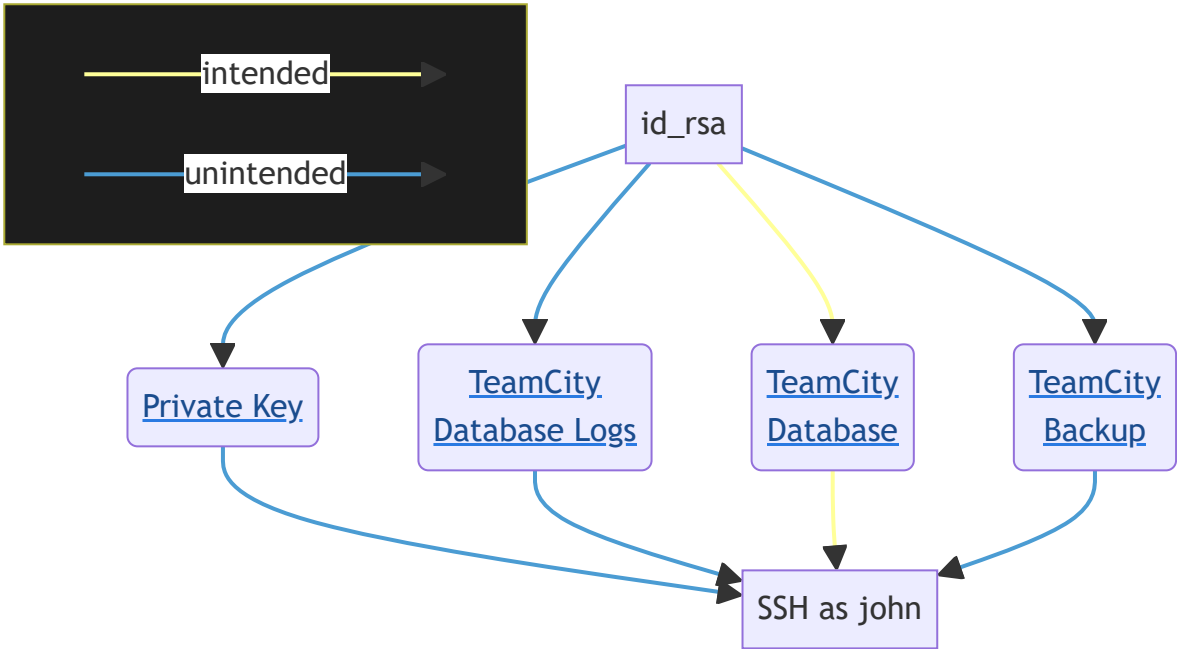 intended
unintended
id_rsa
Private Key
TeamCity
Database Logs
TeamCity
Database
TeamCity
Backup
SSH as john